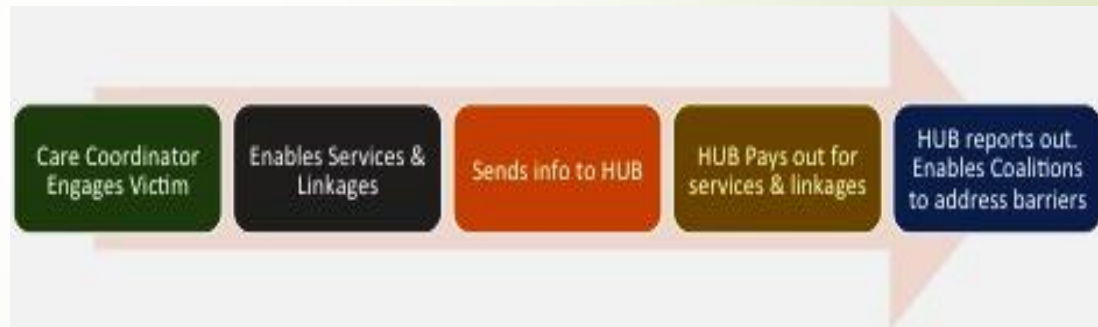 Care Coordinator
Engages Victim
Enables Services &
Linkages
Sends info to HUB
HUB Pays out for
services & linkages
HUB reports out.
Enables Coalitions
to address barriers